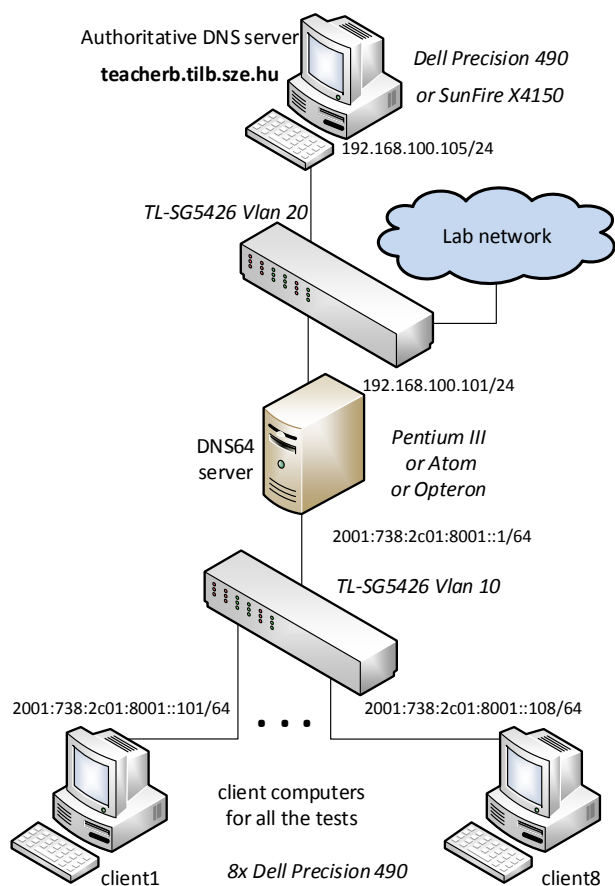 Authoritative DNS server
teacherb.tilb.sze.hu
Dell Precision 490
or SunFire X4150
192.168.100.105/24
TL-SG5426 Vlan 20
Lab network
192.168.100.101/24
DNS64
server
Pentium III
or Atom
or Opteron
2001:738:2c01:8001::1/64
TL-SG5426 Vlan 10
2001:738:2c01:8001::101/64
. . .
2001:738:2c01:8001::108/64
client computers
for all the tests
client1
8x Dell Precision 490
client8